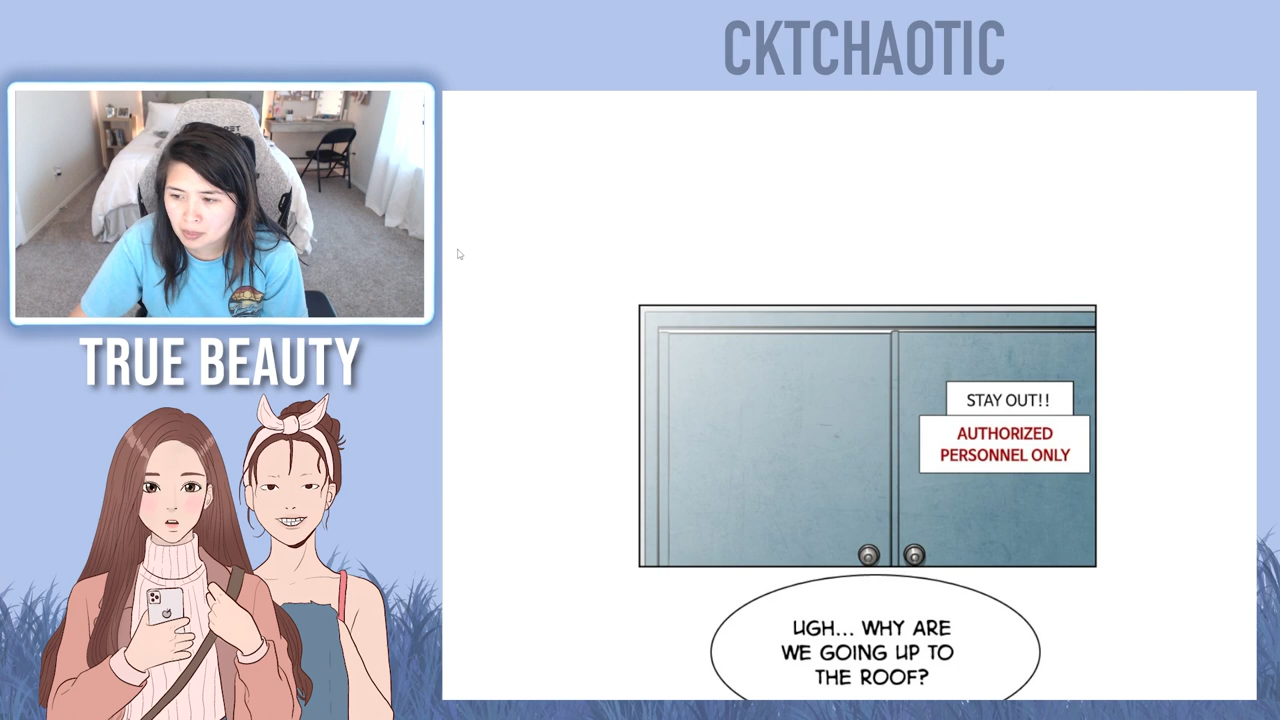 CKTCHAOTIC
TRUE BEAUTY
STAY OUT!!
AUTHORIZED
PERSONNEL ONLY
UGH... WHY ARE
WE GOING UP TO
THE ROOF?